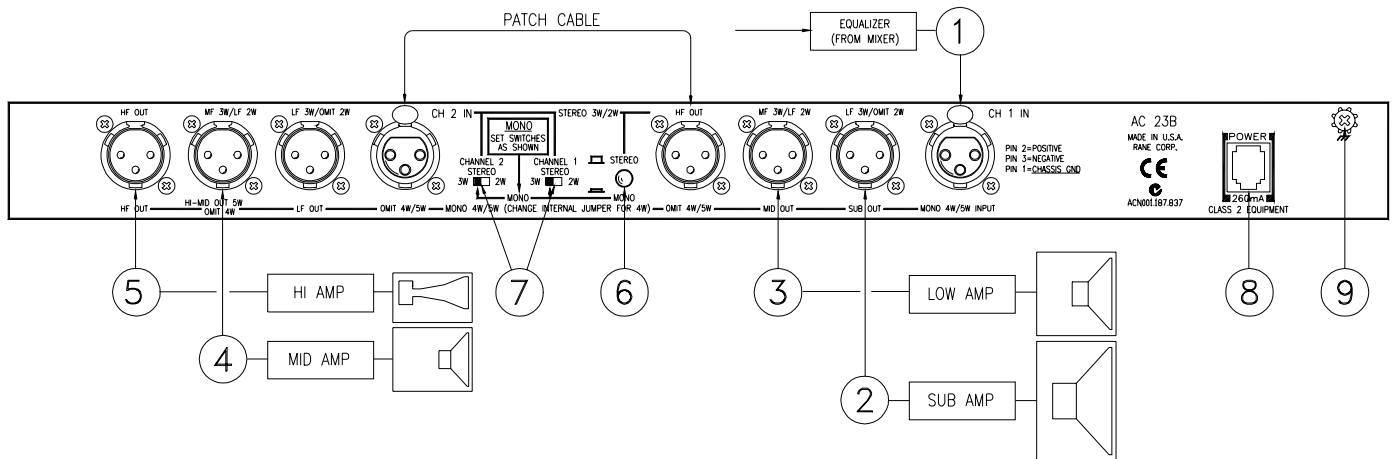 PATCH CABLE
EQUALIZER
(FROM MIXER)
1
HF OUT
MF 3W/LF 2W
LF 3W/OMIT 2W
CH 2 IN
STEREO 3W/2W
HF OUT
MF 3W/LF 2W
LF 3W/OMIT 2W
CH 1 IN
MONO
SET SWITCHES
AS SHOWN
CHANNEL 2
STEREO
3W
2W
CHANNEL 1
STEREO
3W
2W
STEREO
MONO
MONO
PIN 2=POSITIVE
PIN 3=NEGATIVE
PIN 1=CHASSIS GND
AC 23B
MADE IN U.S.A.
RANE CORP.
CE
ACN001.187.837
POWER
260mA
CLASS 2 EQUIPMENT
HF OUT
HI-MID OUT 5W
OMIT 4W
LF OUT
OMIT 4W/5W
MONO 4W/5W (CHANGE INTERNAL JUMPER FOR 4W)
OMIT 4W/5W
MID OUT
SUB OUT
MONO 4W/5W INPUT
5
HI AMP
7
6
3
LOW AMP
8
9
4
MID AMP
2
SUB AMP